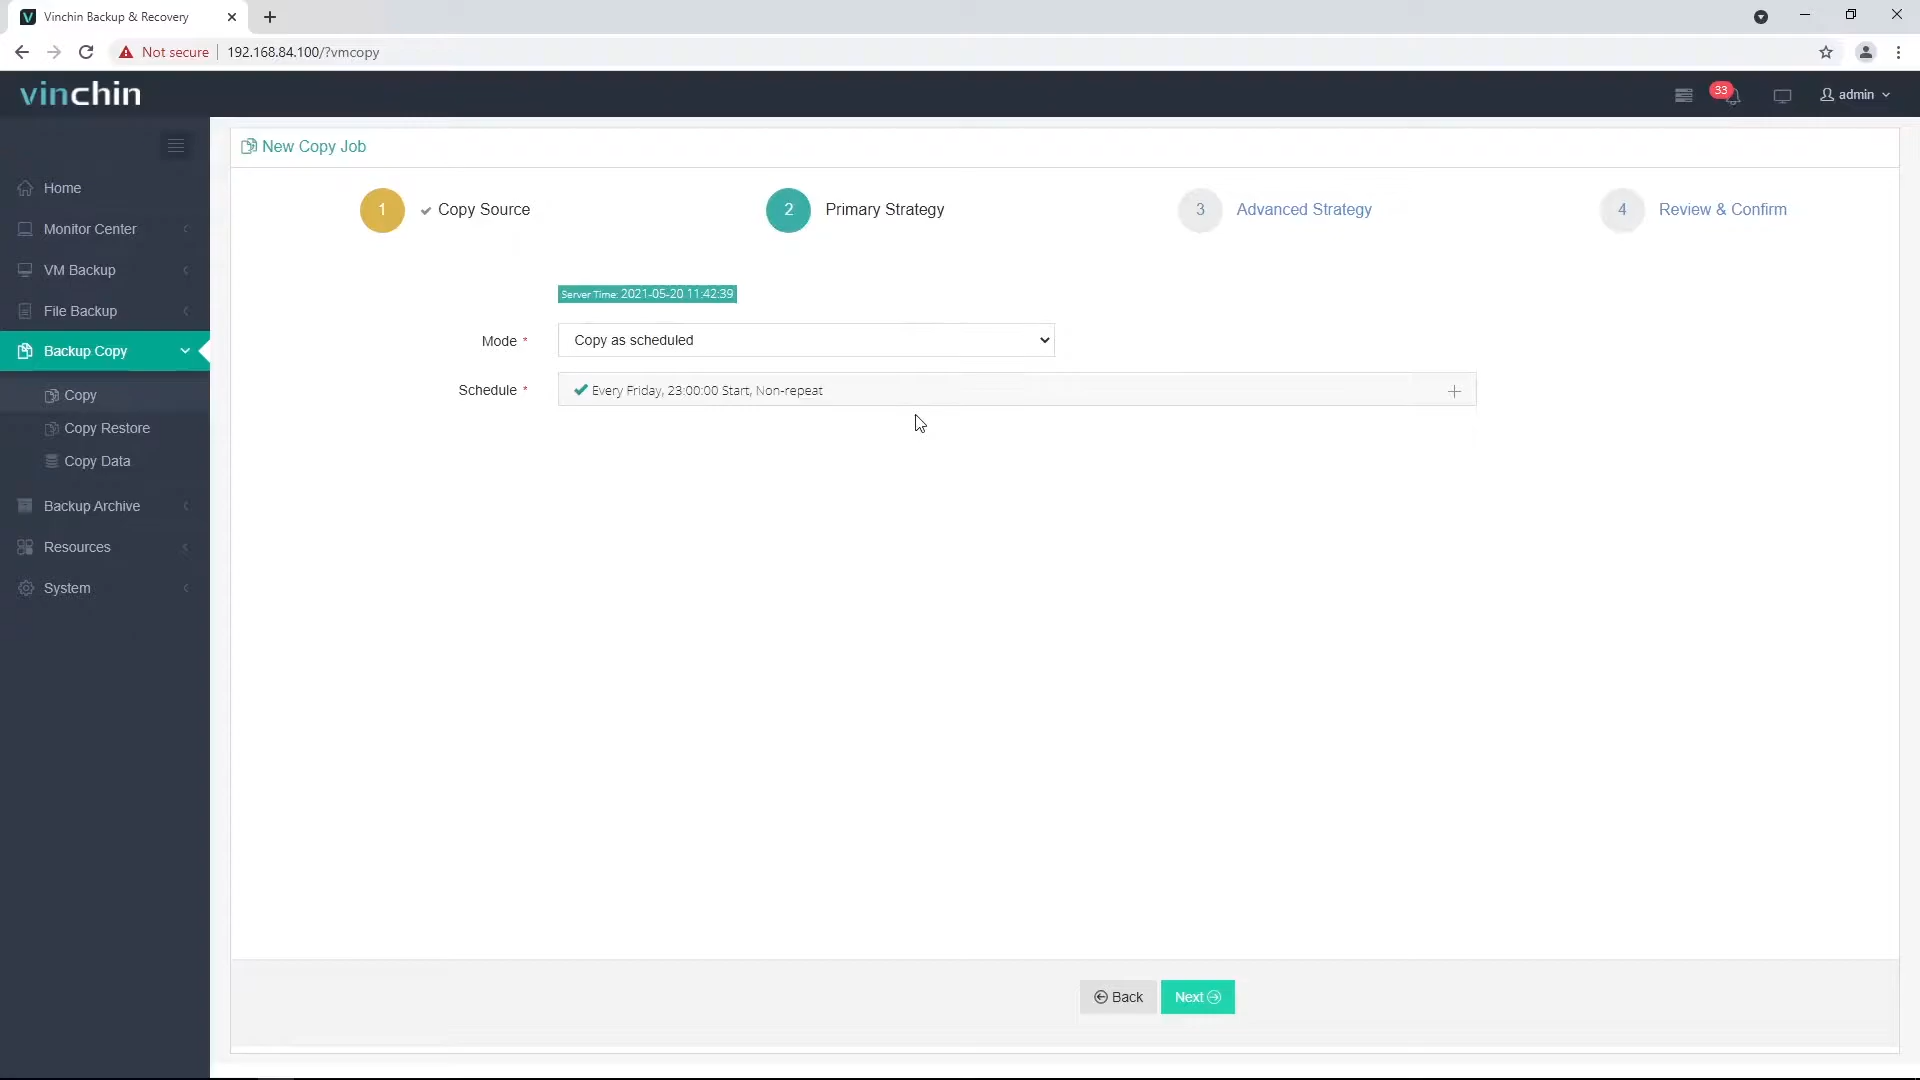 Vinchin Backup & Recovery
Not secure
192.168.84.100/?vmcopy
vinchin
33
admin
New Copy Job
Home
Monitor Center
VM Backup
File Backup
Backup Copy
Copy
Copy Restore
Copy Data
Backup Archive
Resources
System
1 Copy Source
2 Primary Strategy
3 Advanced Strategy
4 Review & Confirm
Server Time: 2021-05-20 11:42:39
Mode * Copy as scheduled
Schedule * Every Friday, 23:00:00 Start, Non-repeat
Back
Next